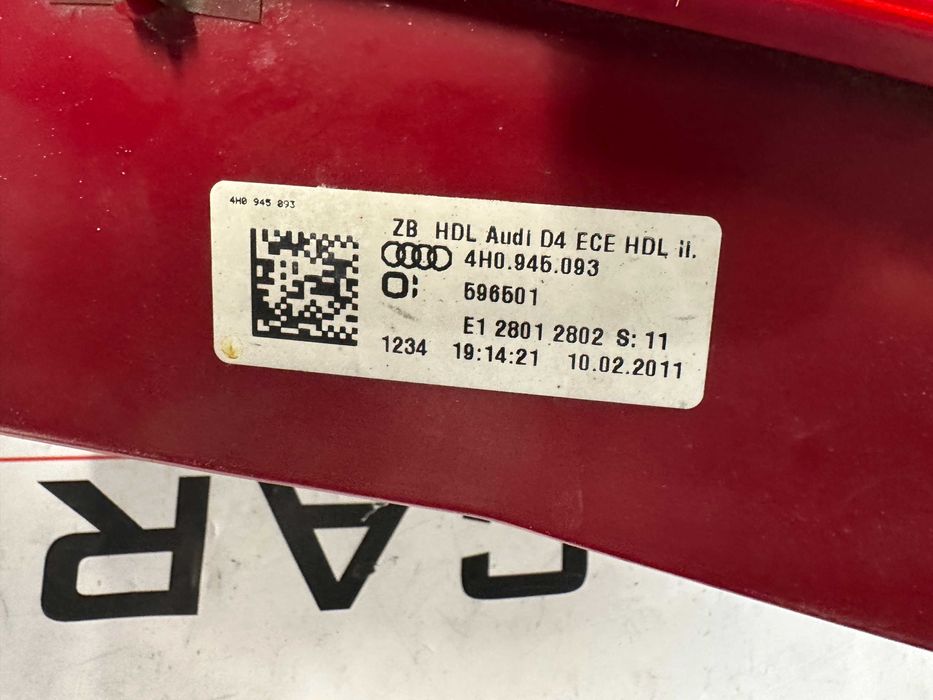 4H0 945 093
ZB HDL Audi D4 ECE HDL il.
4H0.945.093
596501
E1 2801 2802 S: 11
1234 19:14:21 10.02.2011
CAR